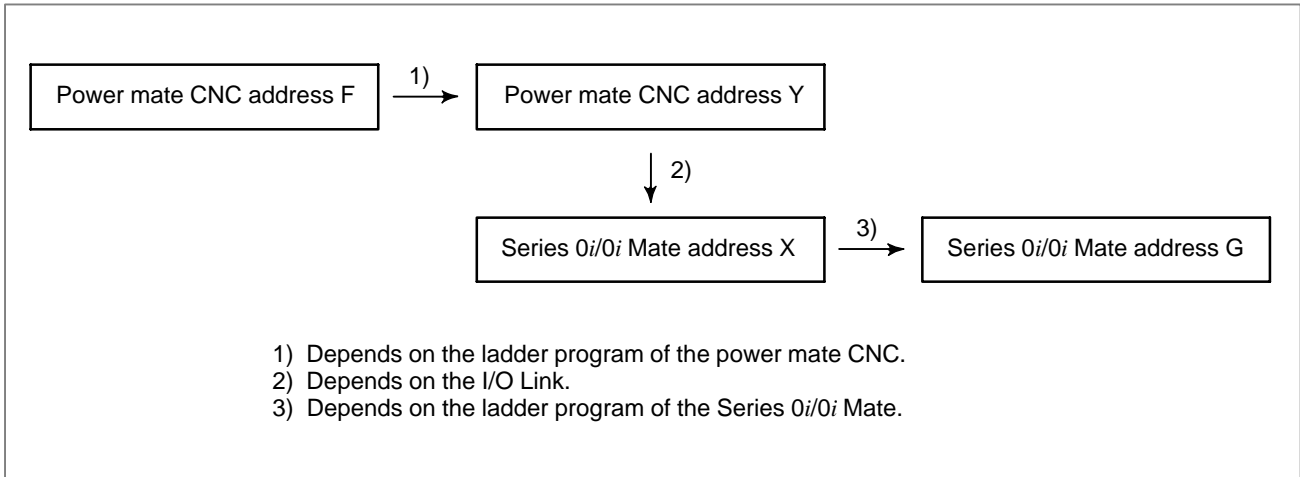 Power mate CNC address F
1)
Power mate CNC address Y
2)
Series 0i/0i Mate address X
3)
Series 0i/0i Mate address G
1) Depends on the ladder program of the power mate CNC.
2) Depends on the I/O Link.
3) Depends on the ladder program of the Series 0i/0i Mate.